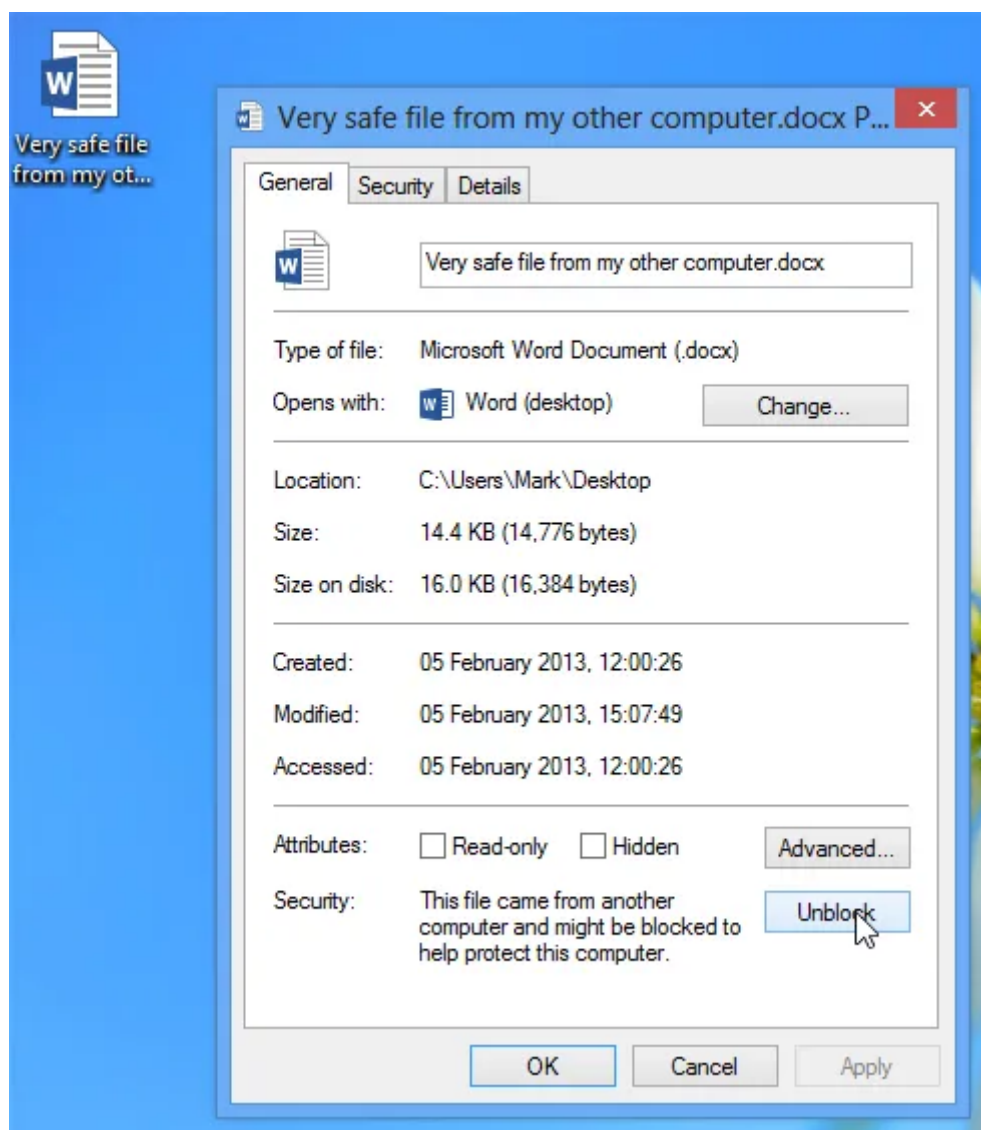 W
Very safe file
from my ot...
Very safe file from my other computer.docx P...
General Security Details
W
Very safe file from my other computer.docx
Type of file: Microsoft Word Document (.docx)
Opens with: W Word (desktop) Change...
Location: C:\Users\Mark\Desktop
Size: 14.4 KB (14,776 bytes)
Size on disk: 16.0 KB (16,384 bytes)
Created: 05 February 2013, 12:00:26
Modified: 05 February 2013, 15:07:49
Accessed: 05 February 2013, 12:00:26
Attributes: Read-only Hidden Advanced...
Security: This file came from another
computer and might be blocked to Unblock
help protect this computer.
OK Cancel Apply